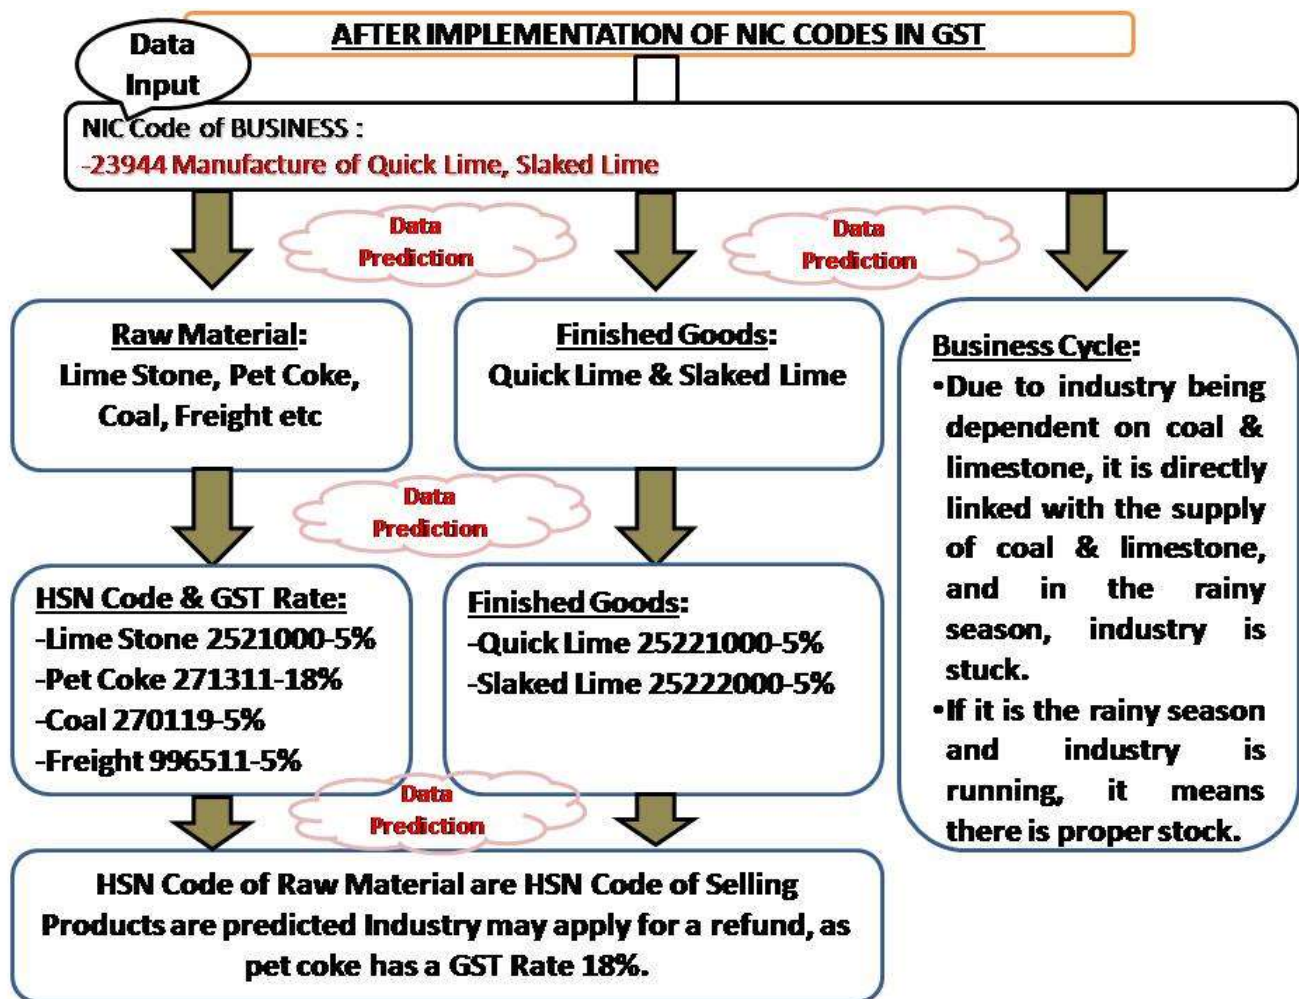 AFTER IMPLEMENTATION OF NIC CODES IN GST
Data
Input
NIC Code of BUSINESS :
-23944 Manufacture of Quick Lime, Slaked Lime
Data
Prediction
Data
Prediction
Raw Material:
Lime Stone, Pet Coke,
Coal, Freight etc
Finished Goods:
Quick Lime & Slaked Lime
Business Cycle:
•Due to industry being
dependent on coal &
limestone, it is directly
linked with the supply
of coal & limestone,
and in the rainy
season, industry is
stuck.
•If it is the rainy season
and industry is
running, it means
there is proper stock.
Data
Prediction
HSN Code & GST Rate:
-Lime Stone 2521000-5%
-Pet Coke 271311-18%
-Coal 270119-5%
-Freight 996511-5%
Finished Goods:
-Quick Lime 25221000-5%
-Slaked Lime 25222000-5%
Data
Prediction
HSN Code of Raw Material are HSN Code of Selling
Products are predicted Industry may apply for a refund, as
pet coke has a GST Rate 18%.